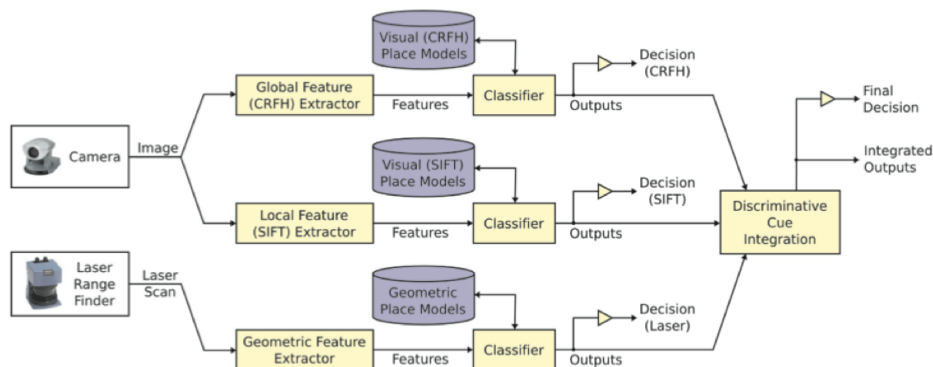 Visual (CRFH)
Place Models
Decision
(CRFH)
Global Feature
(CRFH) Extractor
Features
Classifier
Outputs
Final
Decision
Camera
Image
Integrated
Outputs
Visual (SIFT)
Place Models
Decision
(SIFT)
Local Feature
(SIFT) Extractor
Features
Classifier
Outputs
Discriminative
Cue
Integration
Laser
Range
Finder
Laser
Scan
Geometric
Place Models
Decision
(Laser)
Geometric Feature
Extractor
Features
Classifier
Outputs